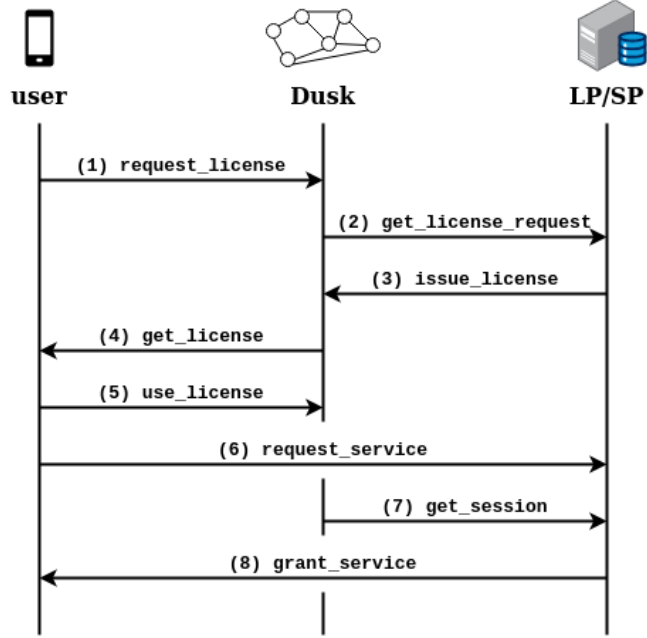 user
Dusk
LP/SP
(1) request_license
(2) get_license_request
(3) issue_license
(4) get_license
(5) use_license
(6) request_service
(7) get_session
(8) grant_service